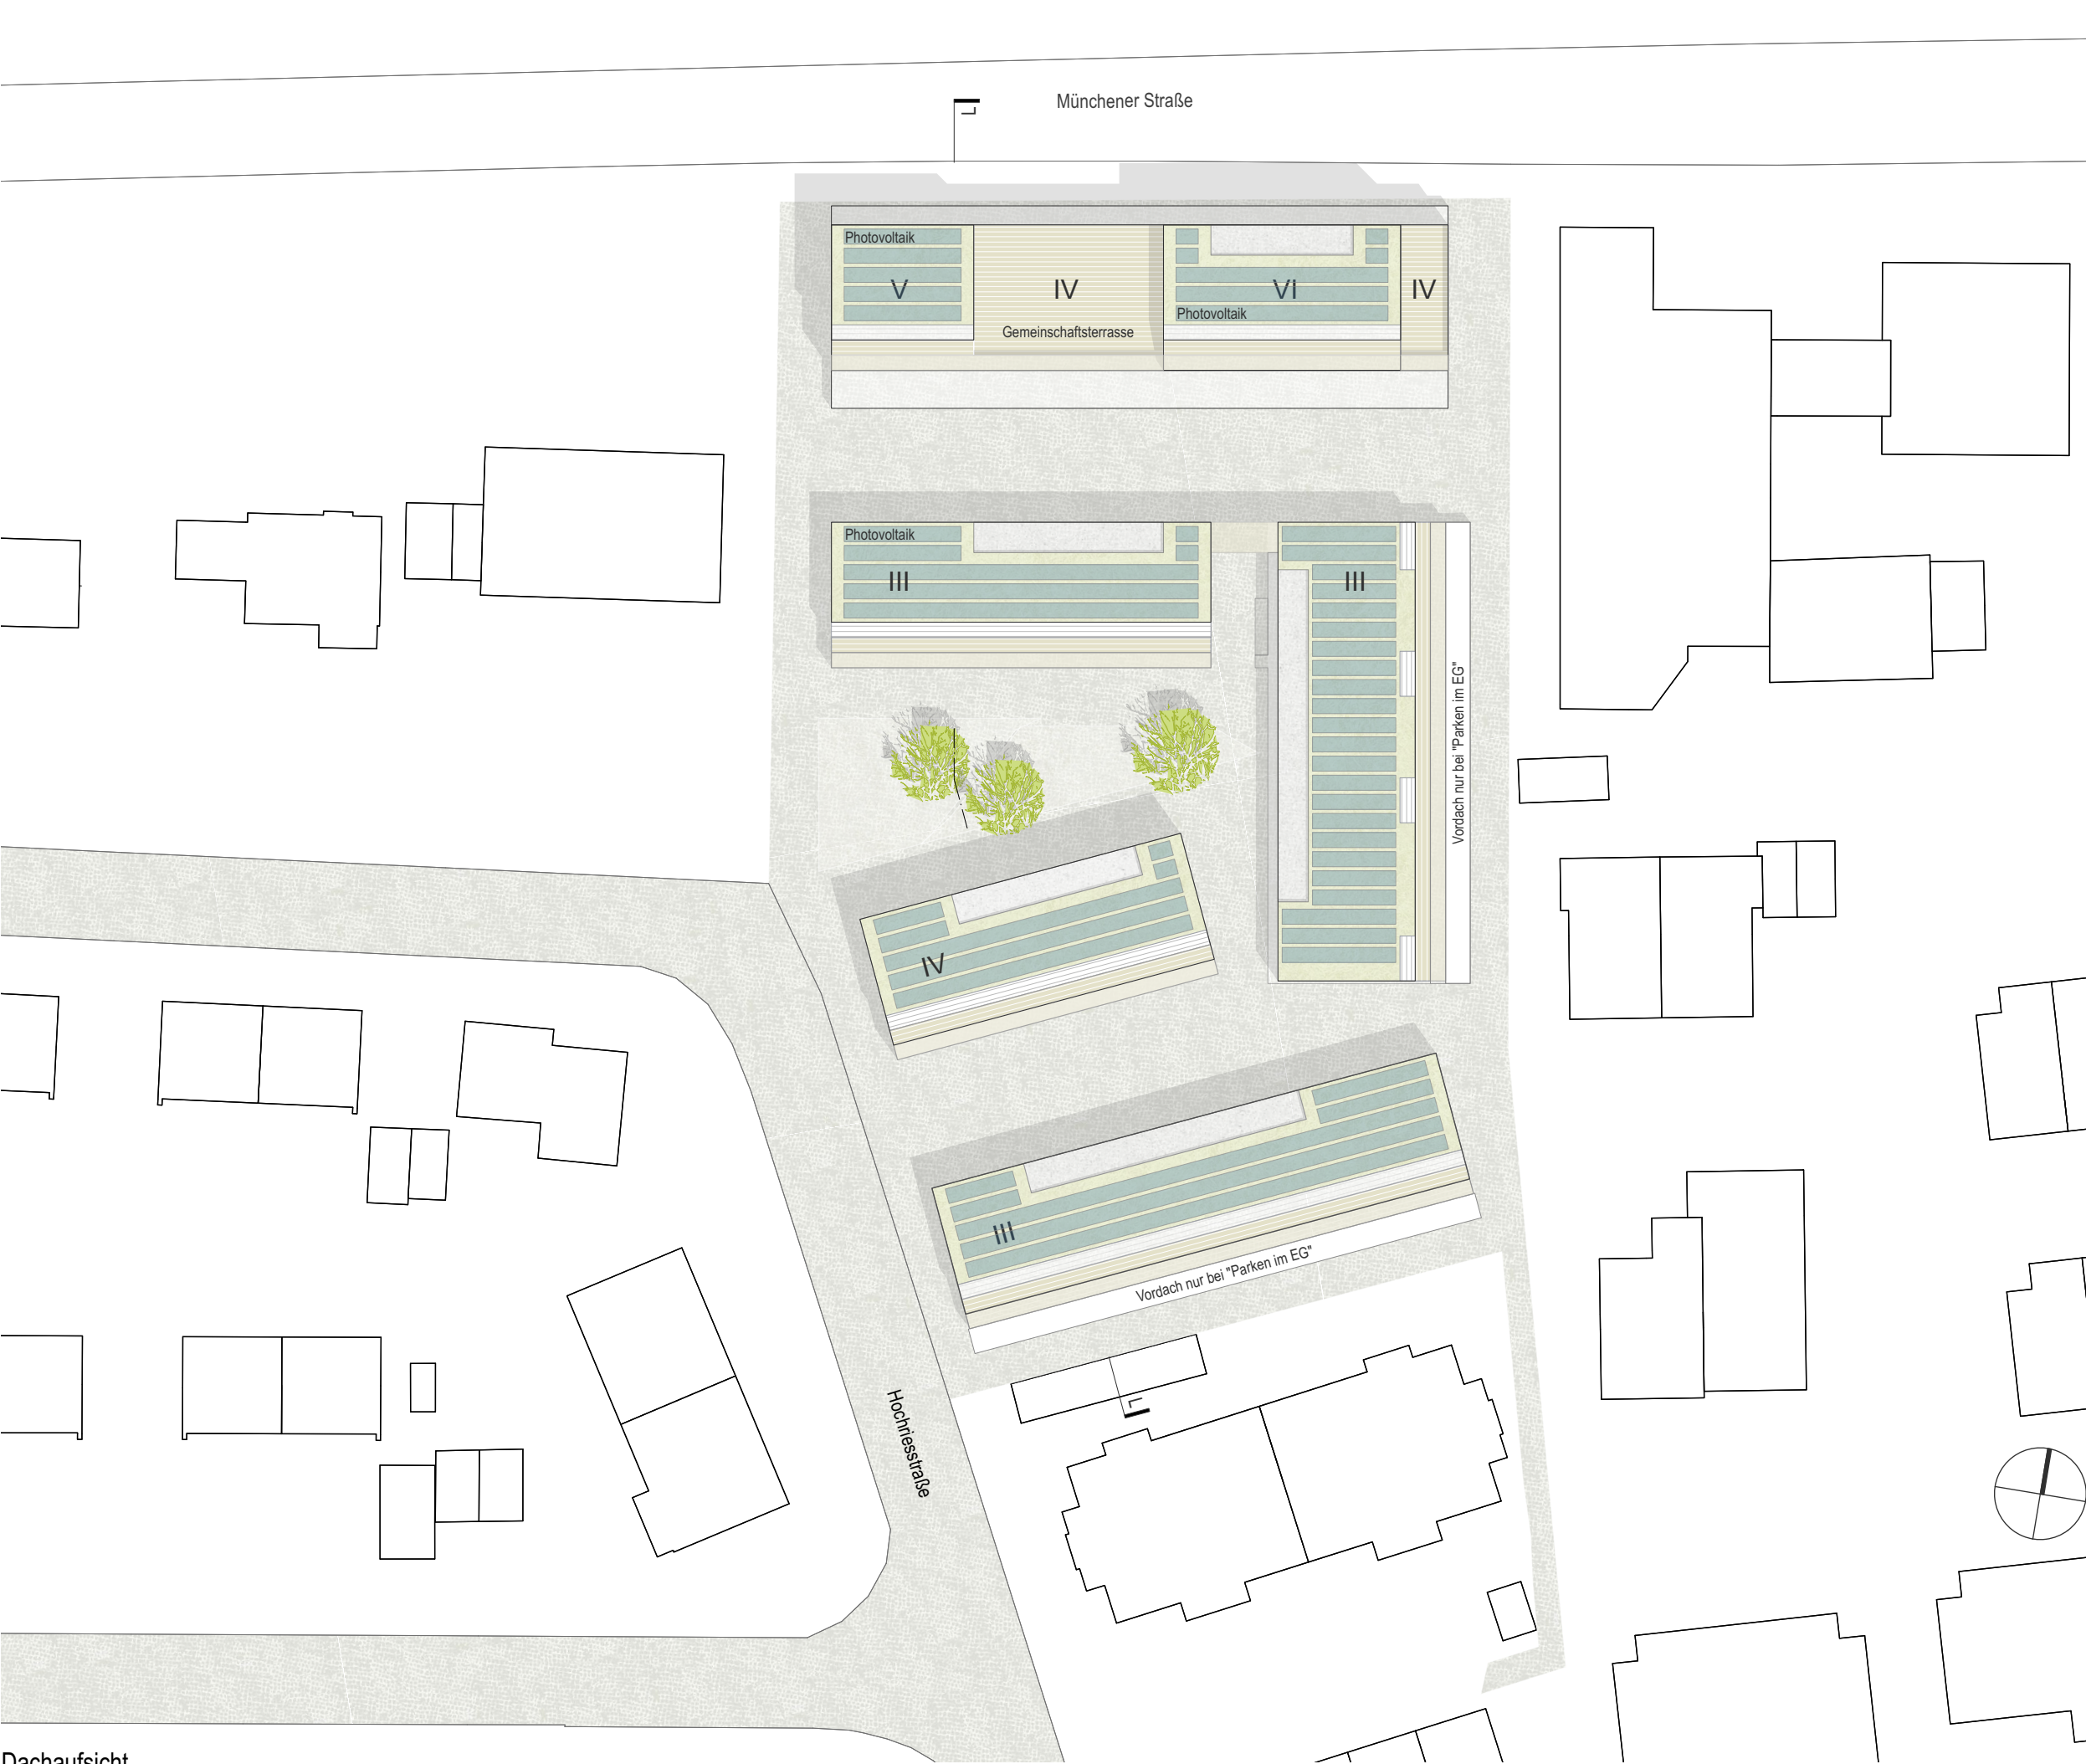 Münchener Straße
L
Photovoltaik
V
IV
VI
IV
Photovoltaik
Gemeinschaftsterrasse
Photovoltaik
III
III
Vordach nur bei "Parken im EG"
IV
III
Vordach nur bei "Parken im EG"
Hochriesstraße
L
Dachaufsicht